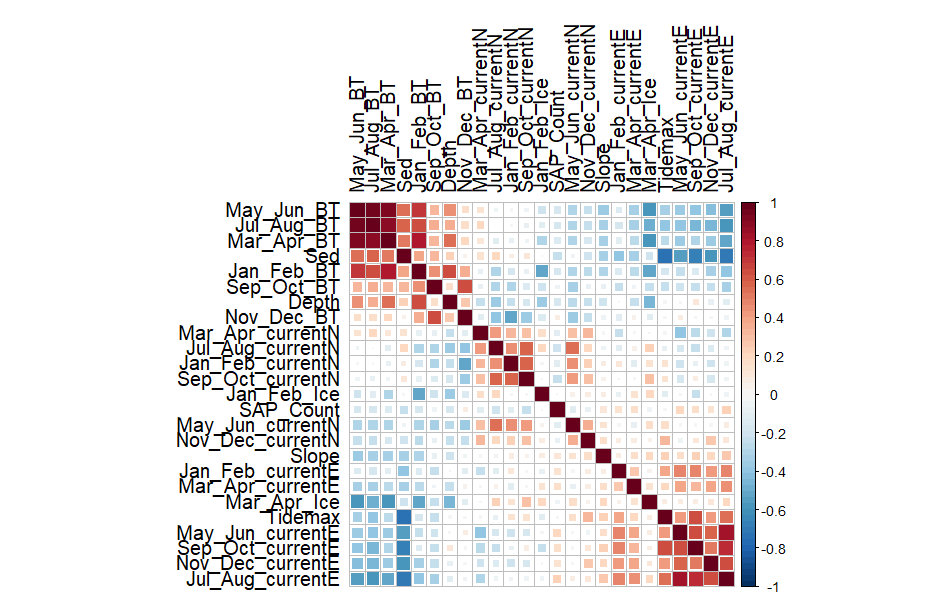 May_Jun_BT
Jul_Aug_BT
Mar_Apr_BT
Sed
Jan_Feb_BT
Sep_Oct_BT
Depth
Nov_Dec_BT
Mar_Apr_currentN
Jul_Aug_currentN
Jan_Feb_currentN
Sep_Oct_currentN
Jan_Feb_Ice
SAP_Count
May_Jun_currentN
Nov_Dec_currentN
Slope
Jan_Feb_currentE
Mar_Apr_currentE
Mar_Apr_Ice
Tidemax
May_Jun_currentE
Sep_Oct_currentE
Nov_Dec_currentE
Jul_Aug_currentE
May_Jun_BT
Jul_Aug_BT
Mar_Apr_BT
Sed
Jan_Feb_BT
Sep_Oct_BT
Depth
Nov_Dec_BT
Mar_Apr_currentN
Jul_Aug_currentN
Jan_Feb_currentN
Sep_Oct_currentN
Jan_Feb_Ice
SAP_Count
May_Jun_currentN
Nov_Dec_currentN
Slope
Jan_Feb_currentE
Mar_Apr_currentE
Mar_Apr_Ice
Tidemax
May_Jun_currentE
Sep_Oct_currentE
Nov_Dec_currentE
Jul_Aug_currentE
1
0.8
0.6
0.4
0.2
0
-0.2
-0.4
-0.6
-0.8
-1